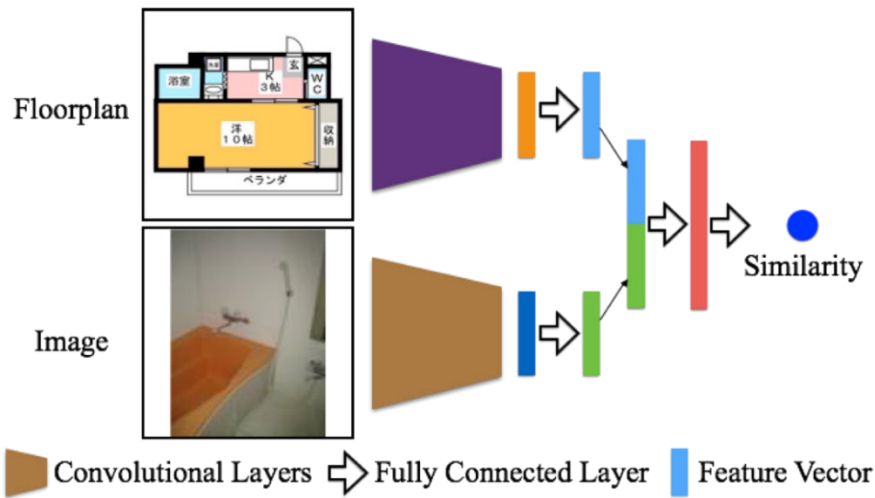 Floorplan
浴室
K
3帖
玄
W
C
洋
10帖
収
納
ベランダ
Similarity
Image
Convolutional Layers
Fully Connected Layer
Feature Vector